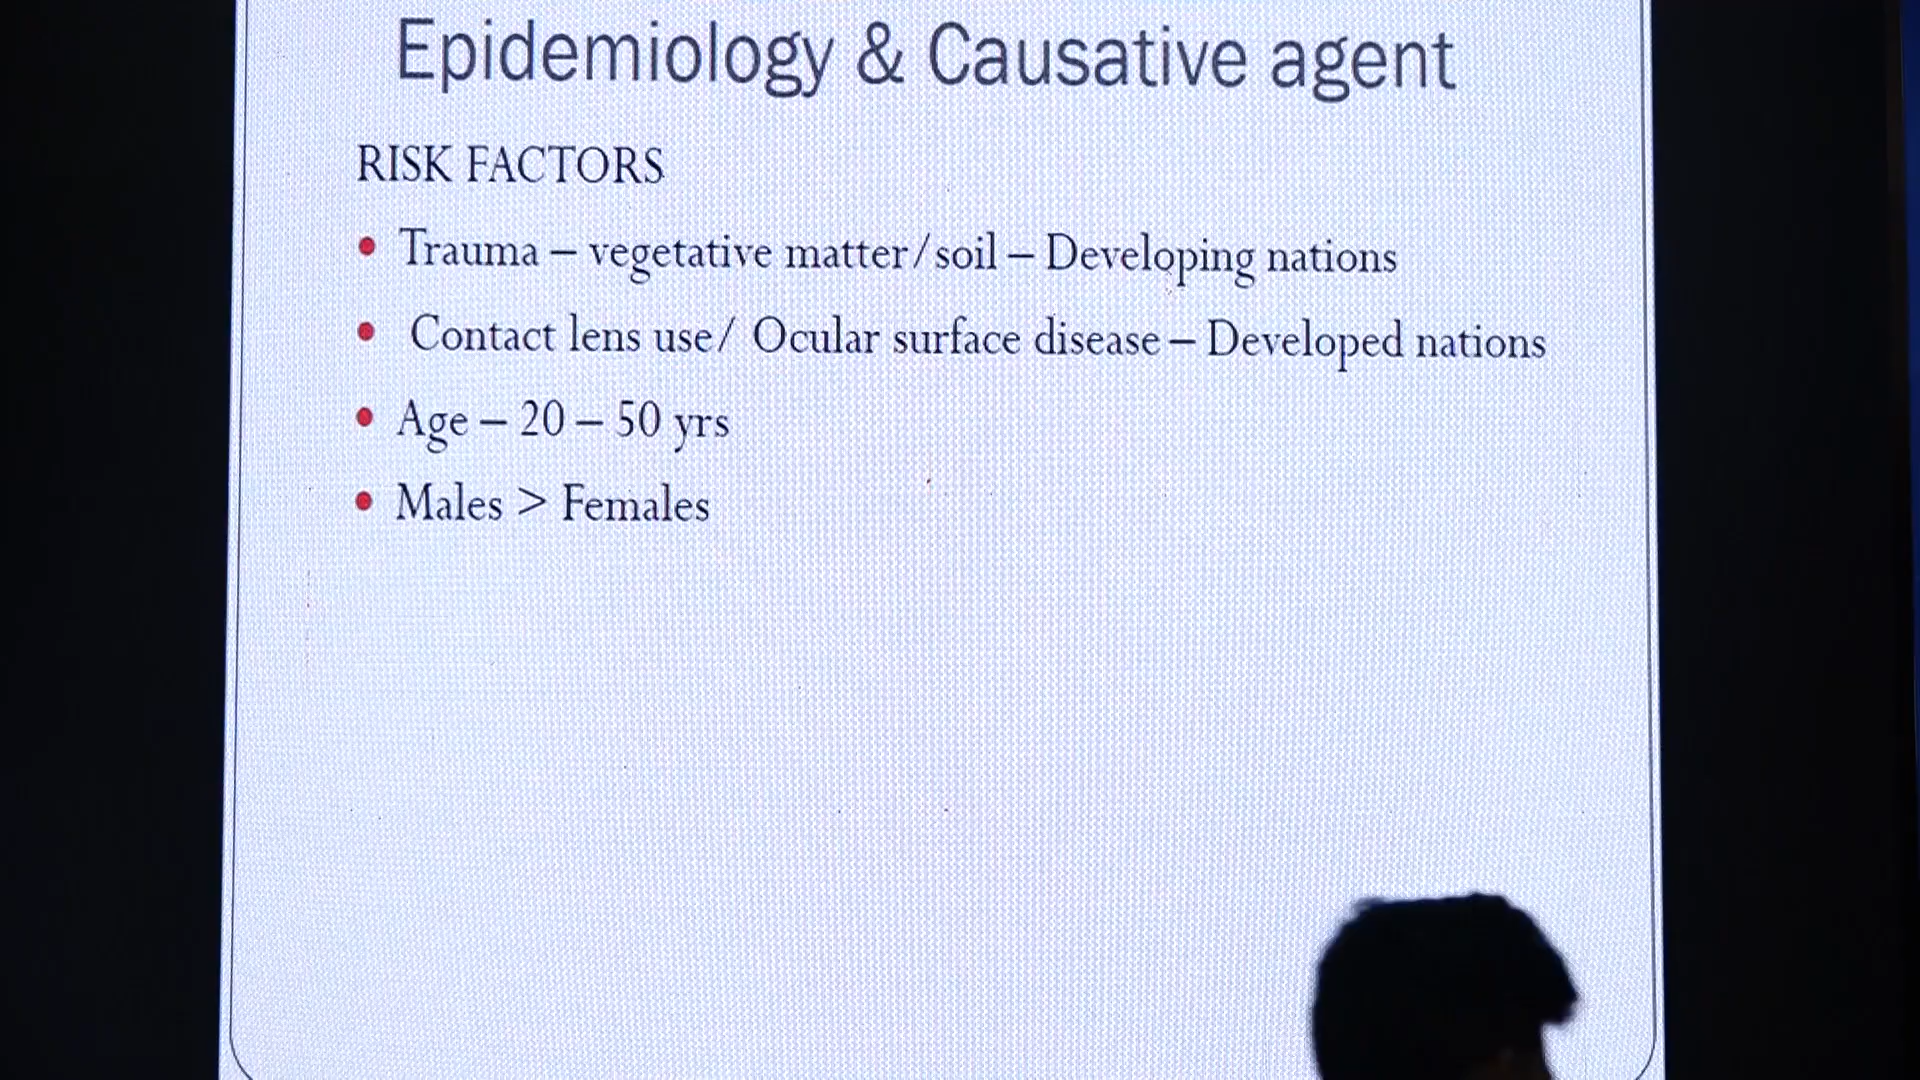 Epidemiology & Causative agent
RISK FACTORS
• Trauma – vegetative matter/soil – Developing nations
• Contact lens use/ Ocular surface disease – Developed nations
• Age – 20 – 50 yrs
• Males > Females